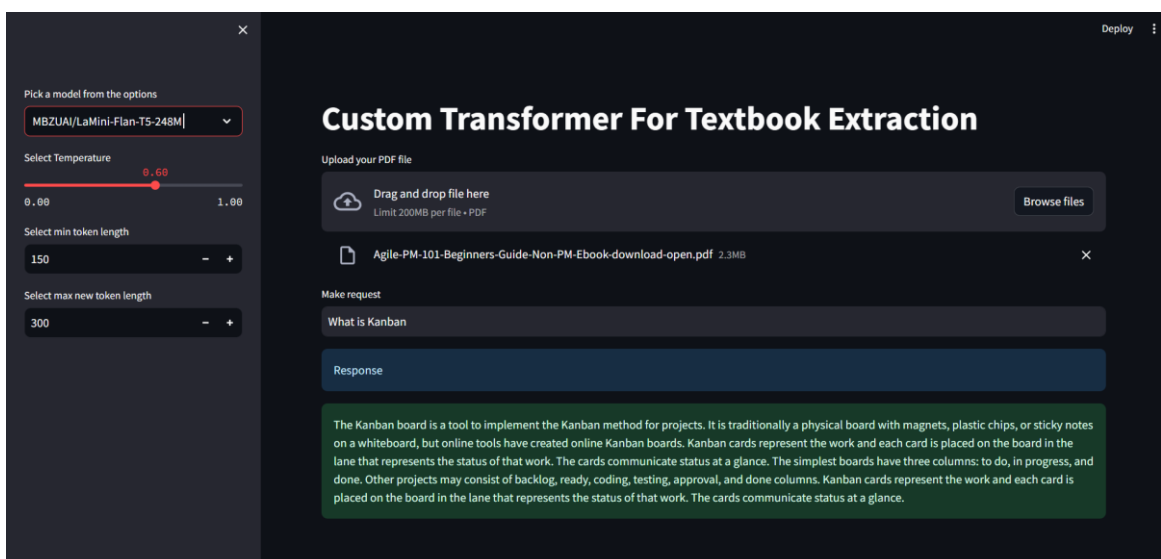 Deploy
Pick a model from the options
MBZUAI/LaMini-Flan-T5-248M
Select Temperature
0.60
0.00 1.00
Select min token length
150 - +
Select max new token length
300 - +
Custom Transformer For Textbook Extraction
Upload your PDF file
Drag and drop file here
Limit 200MB per file • PDF
Browse files
Agile-PM-101-Beginners-Guide-Non-PM-Ebook-download-open.pdf 2.3MB
Make request
What is Kanban
Response
The Kanban board is a tool to implement the Kanban method for projects. It is traditionally a physical board with magnets, plastic chips, or sticky notes
on a whiteboard, but online tools have created online Kanban boards. Kanban cards represent the work and each card is placed on the board in the
lane that represents the status of that work. The cards communicate status at a glance. The simplest boards have three columns: to do, in progress, and
done. Other projects may consist of backlog, ready, coding, testing, approval, and done columns. Kanban cards represent the work and each card is
placed on the board in the lane that represents the status of that work. The cards communicate status at a glance.